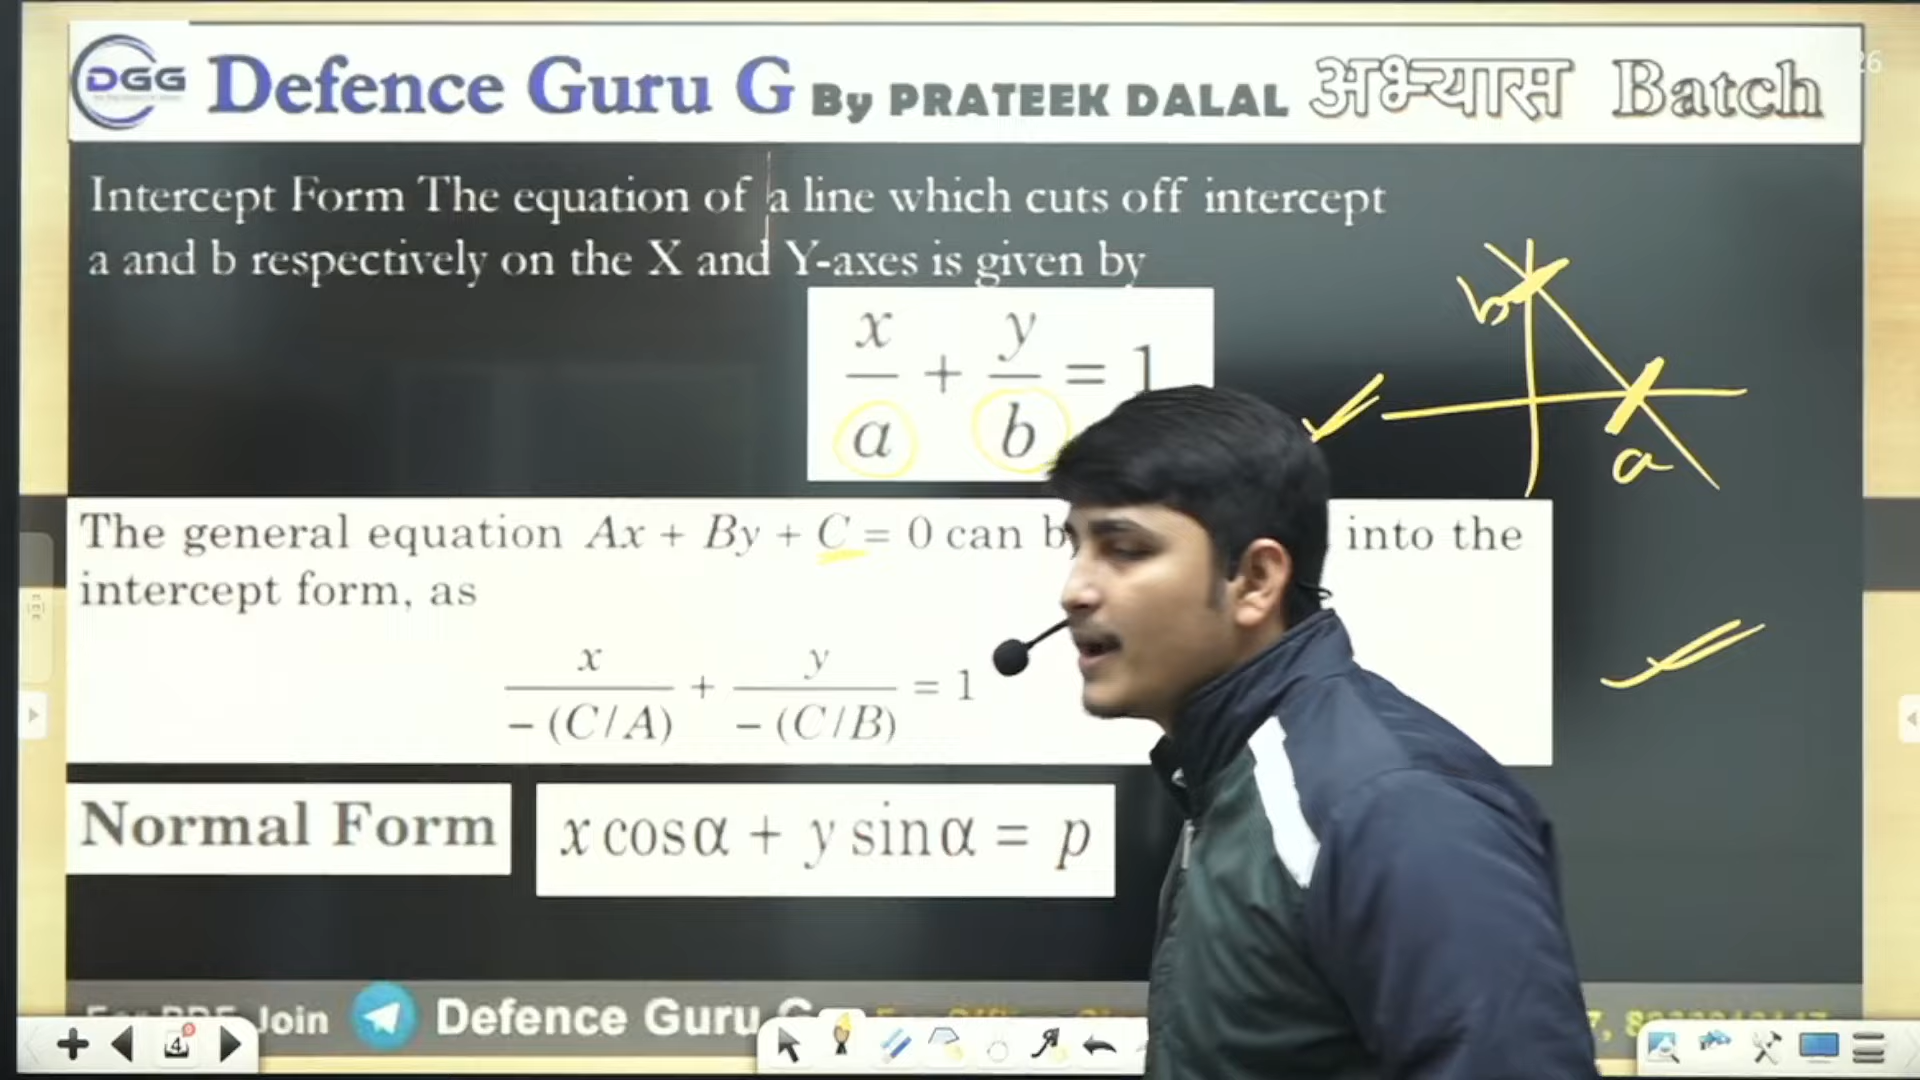 DGG Defence Guru G By PRATEEK DALAL अभ्यास Batch
26
Intercept Form The equation of a line which cuts off intercept
a and b respectively on the X and Y-axes is given by
x/a + y/b = 1
b
a
The general equation Ax + By + C = 0 can into the
intercept form, as
x/-(C/A) + y/-(C/B) = 1
Normal Form
x cosα + y sinα = p
Join Defence Guru G
4